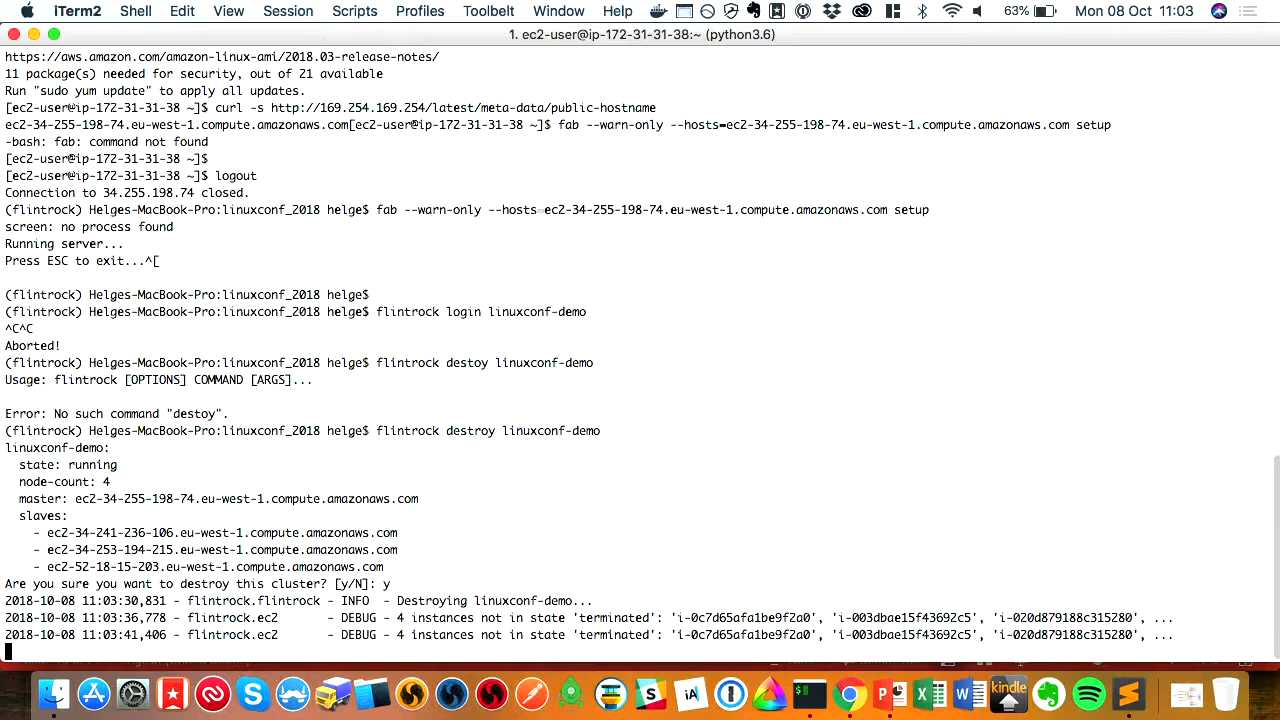 iTerm2 Shell Edit View Session Scripts Profiles Toolbelt Window Help 63% Mon 08 Oct 11:03
1. ec2-user@ip-172-31-31-38:~ (python3.6)
https://aws.amazon.com/amazon-linux-ami/2018.03-release-notes/
11 package(s) needed for security, out of 21 available
Run "sudo yum update" to apply all updates.
[ec2-user@ip-172-31-31-38 ~]$ curl -s http://169.254.169.254/latest/meta-data/public-hostname
ec2-34-255-198-74.eu-west-1.compute.amazonaws.com[ec2-user@ip-172-31-31-38 ~]$ fab --warn-only --hosts=ec2-34-255-198-74.eu-west-1.compute.amazonaws.com setup
-bash: fab: command not found
[ec2-user@ip-172-31-31-38 ~]$
[ec2-user@ip-172-31-31-38 ~]$ logout
Connection to 34.255.198.74 closed.
(flintrock) Helges-MacBook-Pro:linuxconf_2018 helge$ fab --warn-only --hosts=ec2-34-255-198-74.eu-west-1.compute.amazonaws.com setup
screen: no process found
Running server...
Press ESC to exit...^[
(flintrock) Helges-MacBook-Pro:linuxconf_2018 helge$
(flintrock) Helges-MacBook-Pro:linuxconf_2018 helge$ flintrock login linuxconf-demo
^C^C
Aborted!
(flintrock) Helges-MacBook-Pro:linuxconf_2018 helge$ flintrock destoy linuxconf-demo
Usage: flintrock [OPTIONS] COMMAND [ARGS]...
Error: No such command "destoy".
(flintrock) Helges-MacBook-Pro:linuxconf_2018 helge$ flintrock destroy linuxconf-demo
linuxconf-demo:
state: running
node-count: 4
master: ec2-34-255-198-74.eu-west-1.compute.amazonaws.com
slaves:
- ec2-34-241-236-106.eu-west-1.compute.amazonaws.com
- ec2-34-253-194-215.eu-west-1.compute.amazonaws.com
- ec2-52-18-15-203.eu-west-1.compute.amazonaws.com
Are you sure you want to destroy this cluster? [y/N]: y
2018-10-08 11:03:30,831 - flintrock.flintrock - INFO - Destroying linuxconf-demo...
2018-10-08 11:03:36,778 - flintrock.ec2 - DEBUG - 4 instances not in state 'terminated': 'i-0c7d65afa1be9f2a0', 'i-003dbae15f43692c5', 'i-020d879188c315280', ...
2018-10-08 11:03:41,406 - flintrock.ec2 - DEBUG - 4 instances not in state 'terminated': 'i-0c7d65afa1be9f2a0', 'i-003dbae15f43692c5', 'i-020d879188c315280', ...
kindle